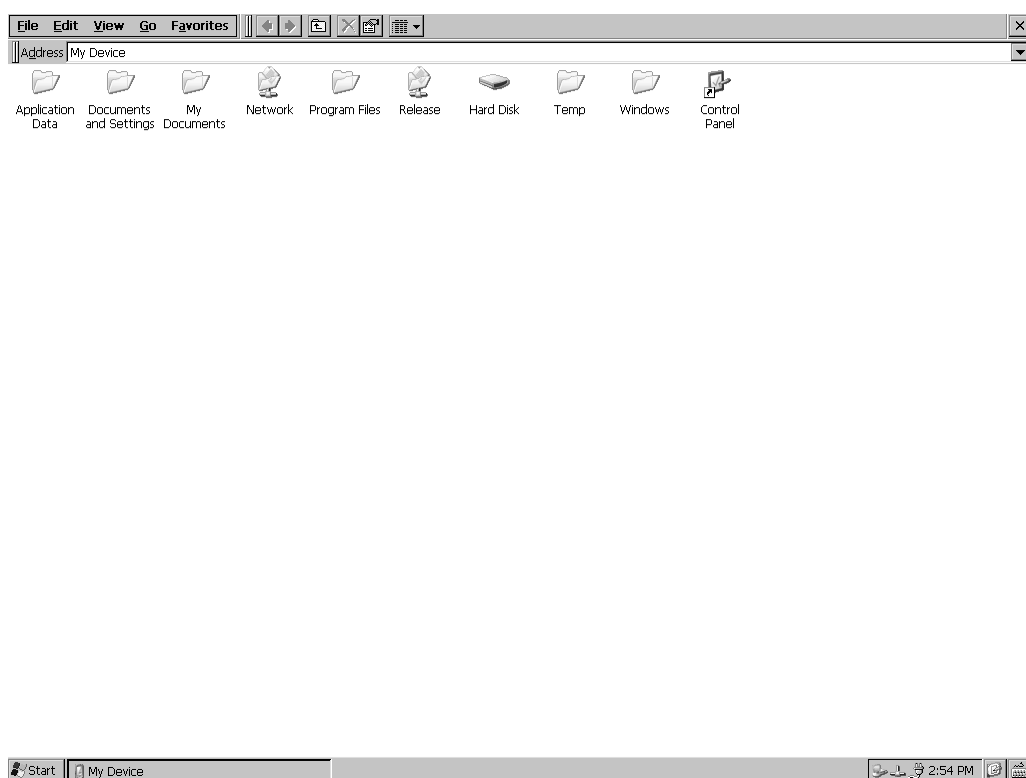 File Edit View Go Favorites
Address My Device
Application Data
Documents and Settings
My Documents
Network
Program Files
Release
Hard Disk
Temp
Windows
Control Panel
Start My Device 2:54 PM